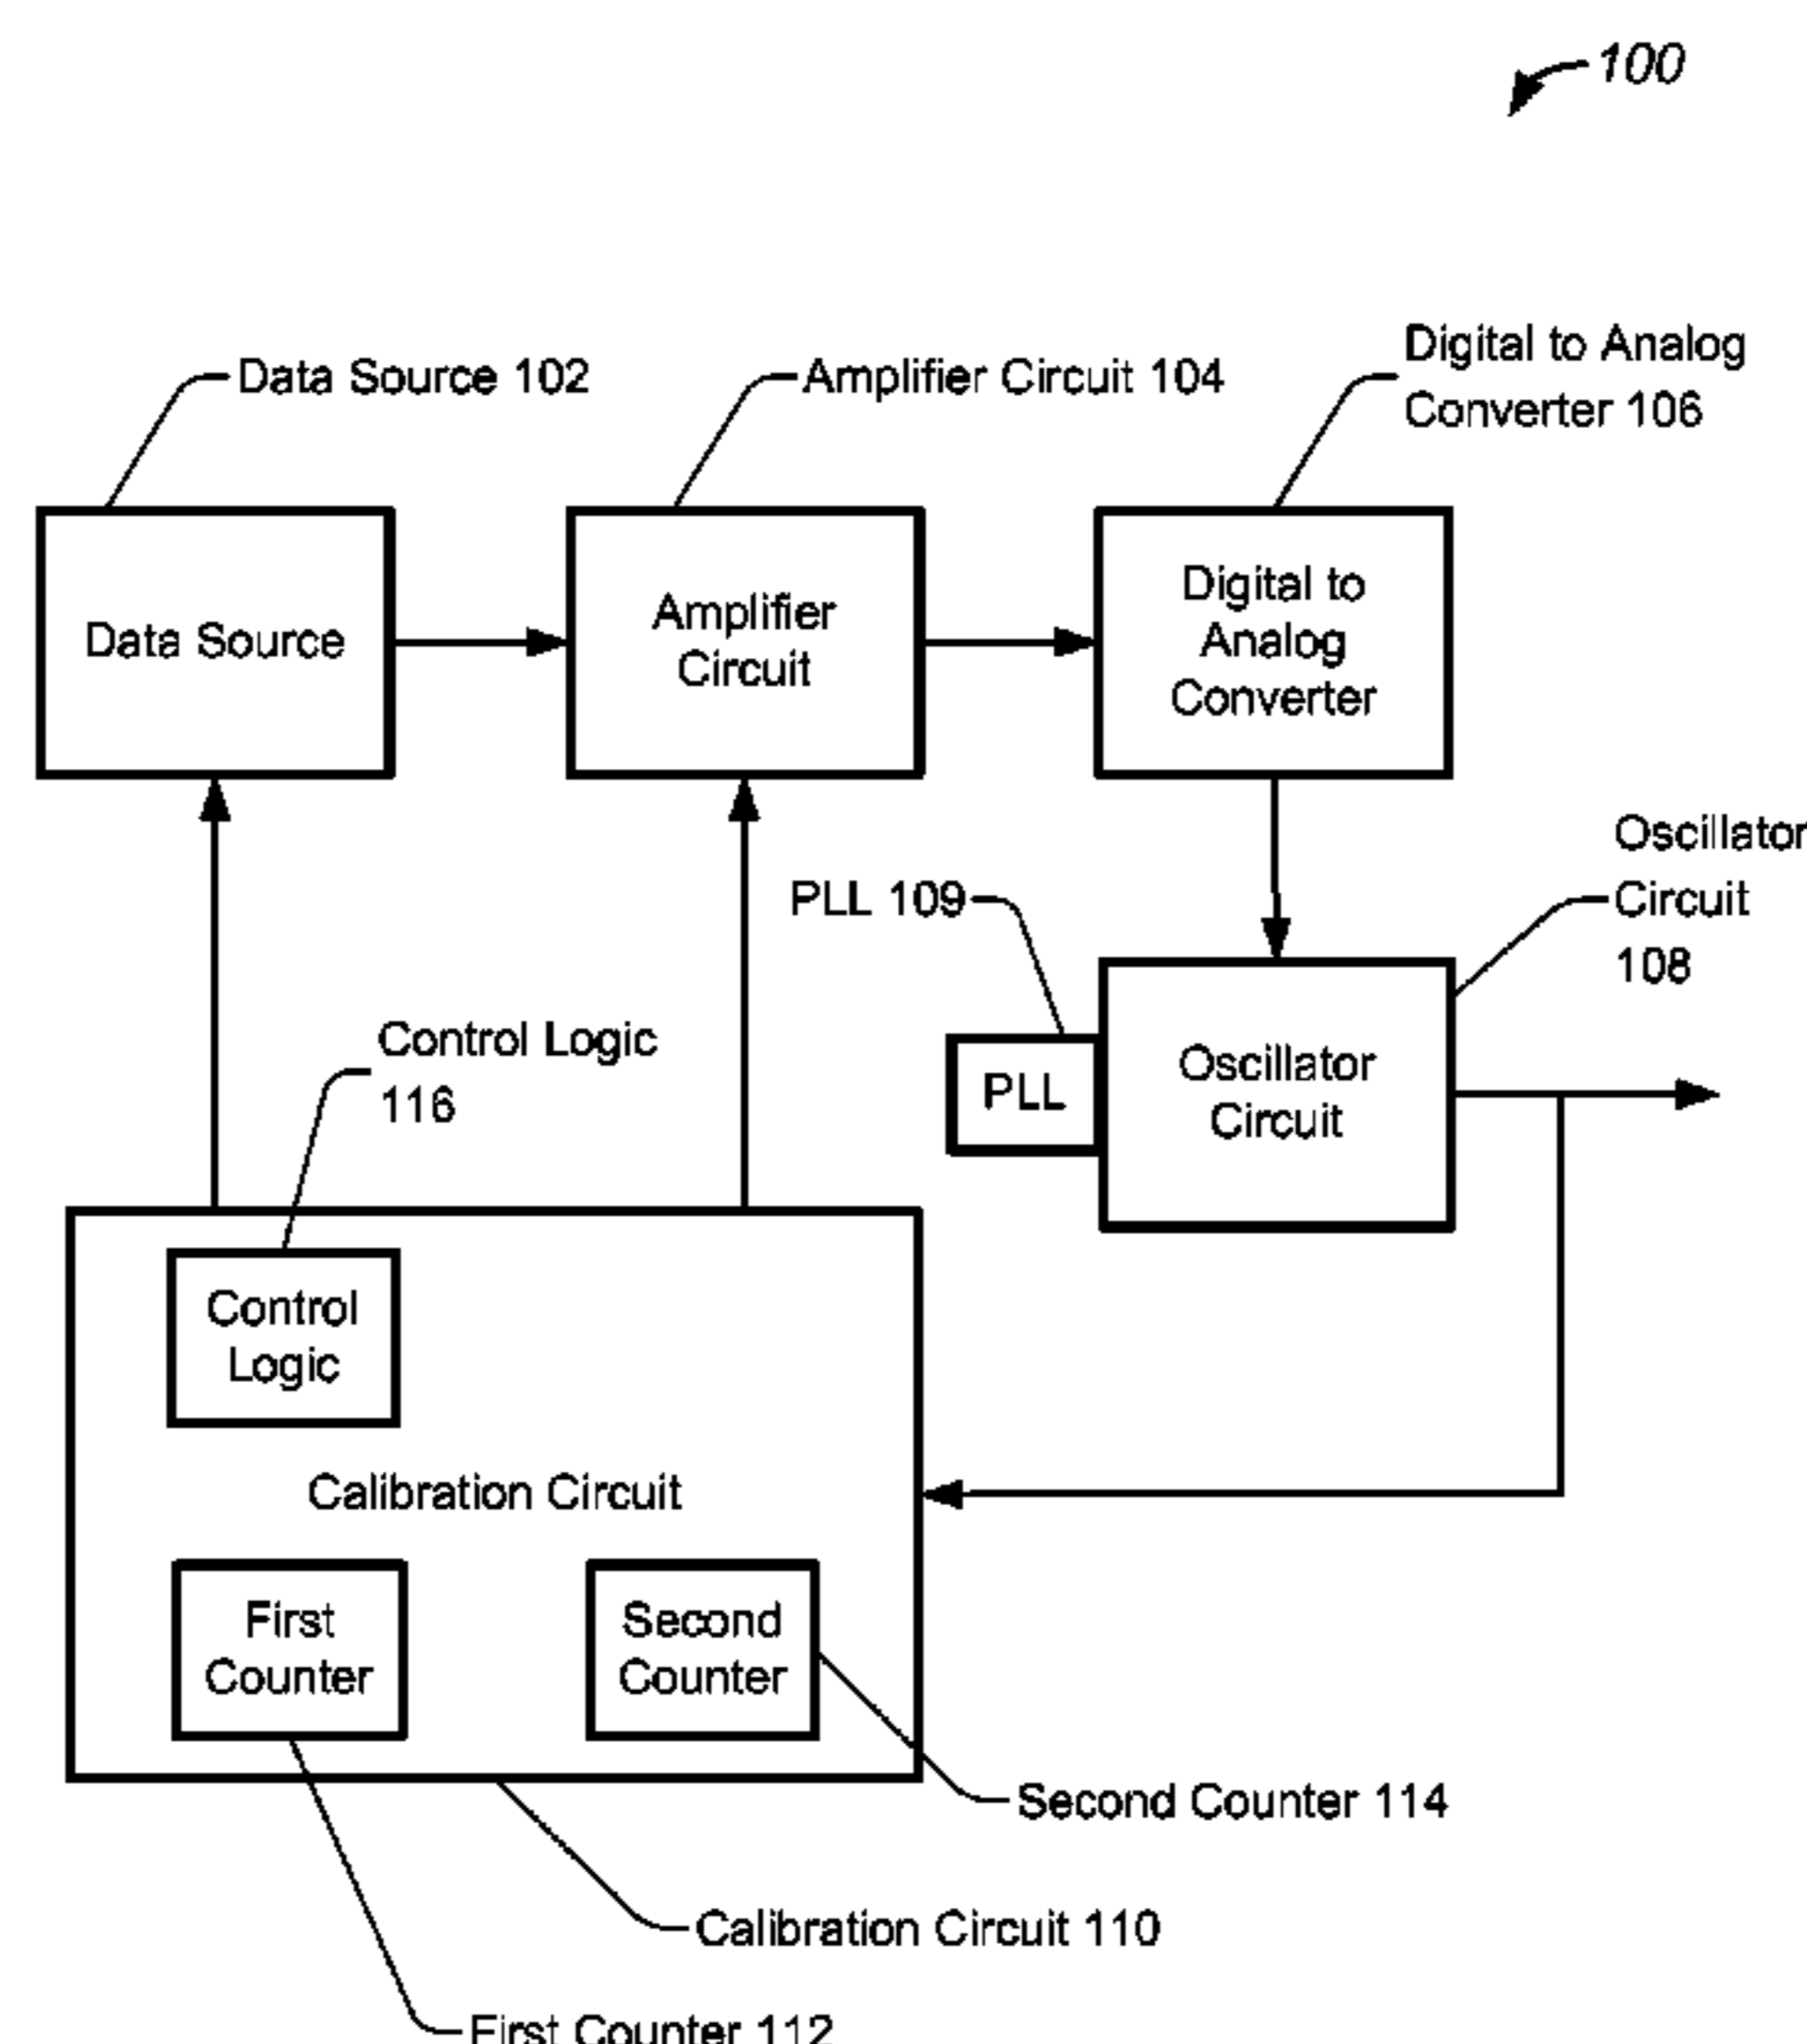 100
Data Source 102
Amplifier Circuit 104
Digital to Analog
Converter 106
Data Source
Amplifier
Circuit
Digital to
Analog
Converter
Oscillator
Circuit
108
PLL 109
PLL
Oscillator
Circuit
Control Logic
116
Control
Logic
Calibration Circuit
First
Counter
Second
Counter
Second Counter 114
Calibration Circuit 110
First Counter 112